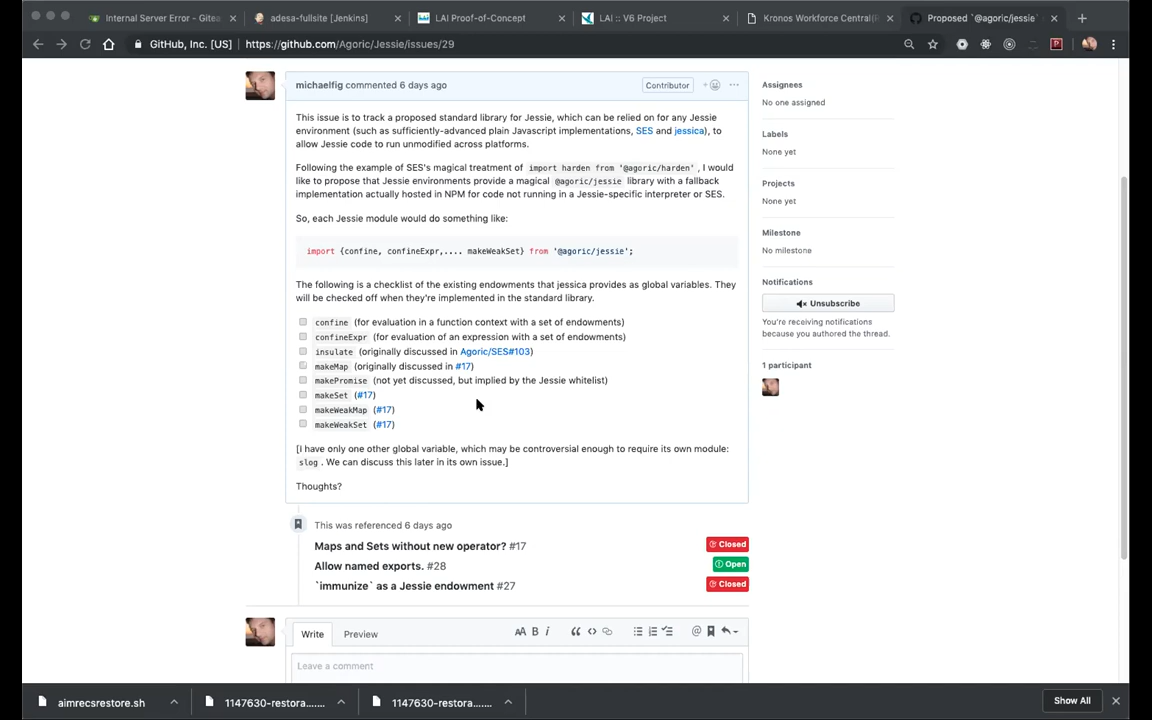 Internal Server Error - Gitea
adesa-fullsite [Jenkins]
LAI Proof-of-Concept
LAI :: V6 Project
Kronos Workforce Central(R
Proposed `@agoric/jessie`
GitHub, Inc. [US]
https://github.com/Agoric/Jessie/issues/29
michaelfig commented 6 days ago
Contributor
This issue is to track a proposed standard library for Jessie, which can be relied on for any Jessie
environment (such as sufficiently-advanced plain Javascript implementations, SES and jessica), to
allow Jessie code to run unmodified across platforms.
Following the example of SES's magical treatment of import harden from '@agoric/harden' , I would
like to propose that Jessie environments provide a magical @agoric/jessie library with a fallback
implementation actually hosted in NPM for code not running in a Jessie-specific interpreter or SES.
So, each Jessie module would do something like:
import {confine, confineExpr,.... makeWeakSet} from '@agoric/jessie';
The following is a checklist of the existing endowments that jessica provides as global variables. They
will be checked off when they're implemented in the standard library.
confine (for evaluation in a function context with a set of endowments)
confineExpr (for evaluation of an expression with a set of endowments)
insulate (originally discussed in Agoric/SES#103)
makeMap (originally discussed in #17)
makePromise (not yet discussed, but implied by the Jessie whitelist)
makeSet (#17)
makeWeakMap (#17)
makeWeakSet (#17)
[I have only one other global variable, which may be controversial enough to require its own module:
slog . We can discuss this later in its own issue.]
Thoughts?
This was referenced 6 days ago
Maps and Sets without new operator? #17
Closed
Allow named exports. #28
Open
`immunize` as a Jessie endowment #27
Closed
Write
Preview
AA B i
Leave a comment
Assignees
No one assigned
Labels
None yet
Projects
None yet
Milestone
No milestone
Notifications
Unsubscribe
You're receiving notifications
because you authored the thread.
1 participant
aimrecsrestore.sh
1147630-restora....…
1147630-restora....…
Show All